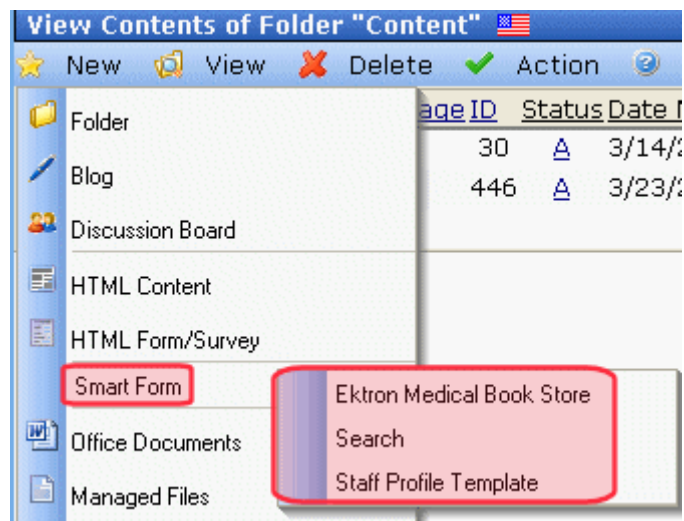 View Contents of Folder "Content"
New View Delete Action
Folder
age ID Status Date
30 A 3/14/2
Blog
446 A 3/23/2
Discussion Board
HTML Content
HTML Form/Survey
Smart Form
Ektron Medical Book Store
Search
Staff Profile Template
Office Documents
Managed Files